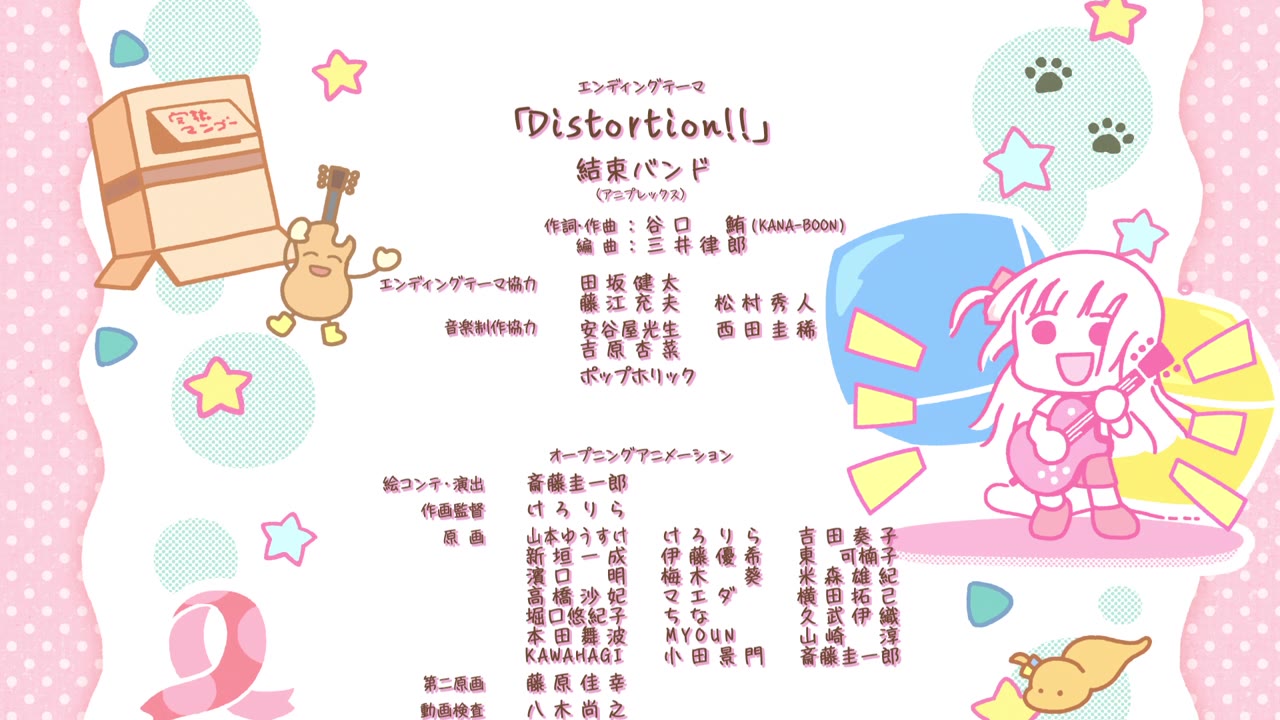 完熟
マンゴー
エンディングテーマ
「Distortion!!」
結束バンド
(アニプレックス)
作詞・作曲：谷口 鮪(KANA-BOON)
編曲：三井律郎
エンディングテーマ協力 田坂健太
藤江充夫 松村秀人
音楽制作協力 安谷屋光生 西田圭稀
吉原杏菜
ポップホリック
オープニングアニメーション
絵コンテ・演出 斎藤圭一郎
作画監督 けろりら
原画 山本ゆうすけ けろりら 吉田奏子
新垣一成 伊藤優希 東 可楠子
濱口 明 梅木 葵 米森雄紀
高橋沙妃 マエダ 横田拓己
堀口悠紀子 ちな 久武伊織
本田舞波 MYOUN 山崎 淳
KAWAHAGI 小田景門 斎藤圭一郎
第二原画 藤原佳幸
動画検査 八木尚之